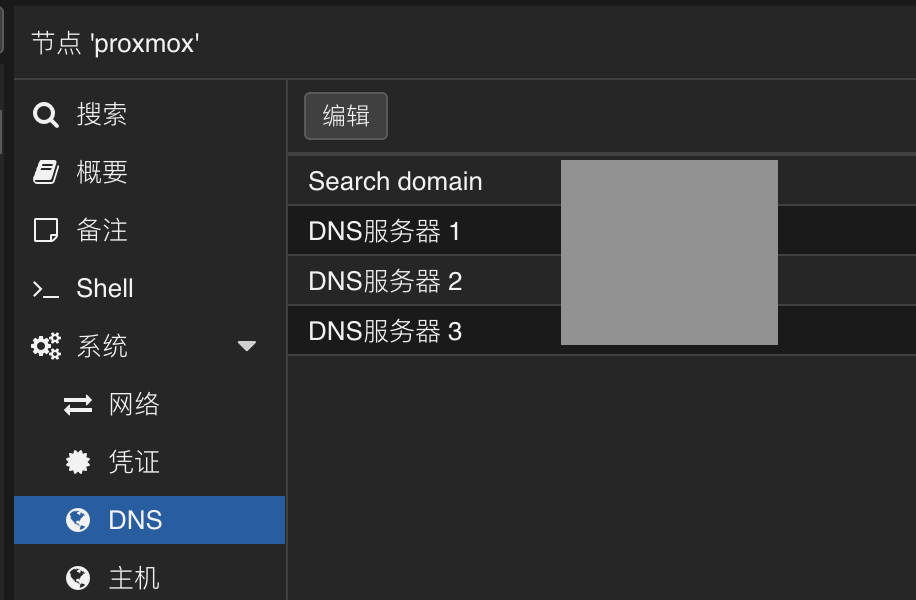 节点 'proxmox'
搜索
概要
备注
Shell
系统
网络
凭证
DNS
主机
编辑
Search domain
DNS服务器 1
DNS服务器 2
DNS服务器 3